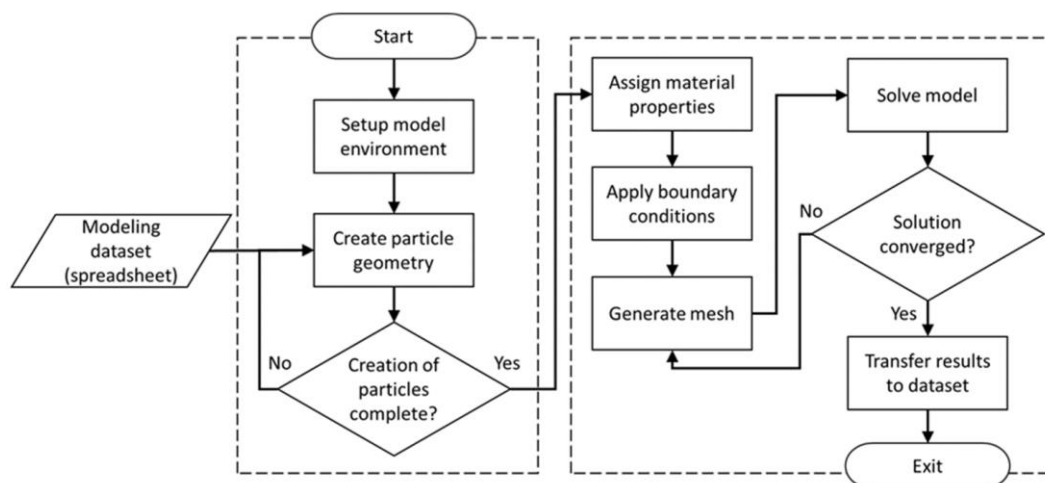 Start
Setup model
environment
Modeling
dataset
(spreadsheet)
Create particle
geometry
No
Creation of
particles
complete?
Yes
Assign material
properties
Apply boundary
conditions
Generate mesh
Solve model
No
Solution
converged?
Yes
Transfer results
to dataset
Exit